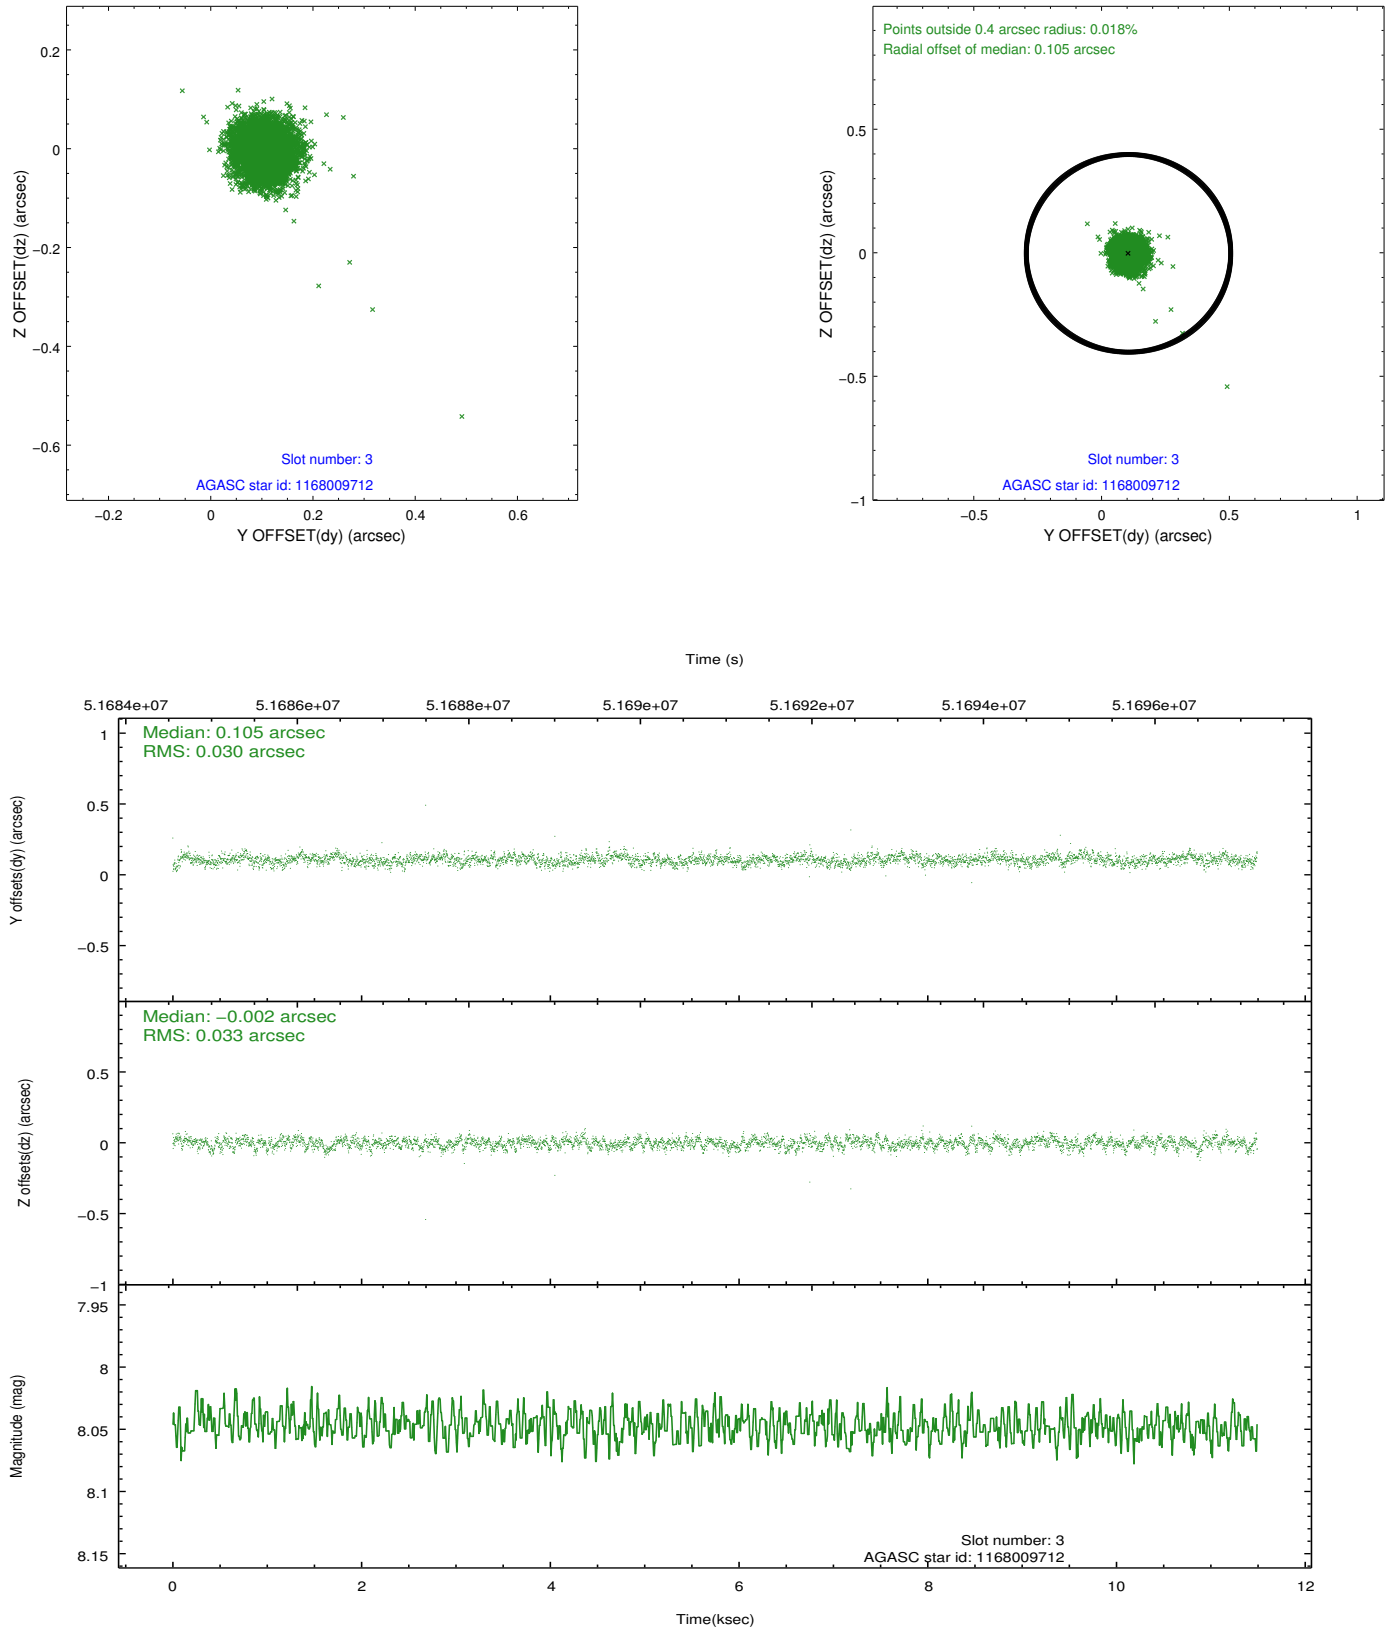 0.2
0
−0.2
−0.4
−0.6
Z OFFSET(dz) (arcsec)
Slot number: 3
AGASC star id: 1168009712
−0.2
0
0.2
0.4
0.6
Y OFFSET(dy) (arcsec)
Points outside 0.4 arcsec radius: 0.018%
Radial offset of median: 0.105 arcsec
0.5
0
−0.5
−1
Z OFFSET(dz) (arcsec)
Slot number: 3
AGASC star id: 1168009712
−0.5
0
0.5
1
Y OFFSET(dy) (arcsec)
Time (s)
5.1684e+07
5.1686e+07
5.1688e+07
5.169e+07
5.1692e+07
5.1694e+07
5.1696e+07
Median: 0.105 arcsec
RMS: 0.030 arcsec
1
0.5
0
−0.5
Y offsets(dy) (arcsec)
Median: −0.002 arcsec
RMS: 0.033 arcsec
0.5
0
−0.5
−1
Z offsets(dz) (arcsec)
7.95
8
8.05
8.1
8.15
Magnitude (mag)
Slot number: 3
AGASC star id: 1168009712
0
2
4
6
8
10
12
Time(ksec)